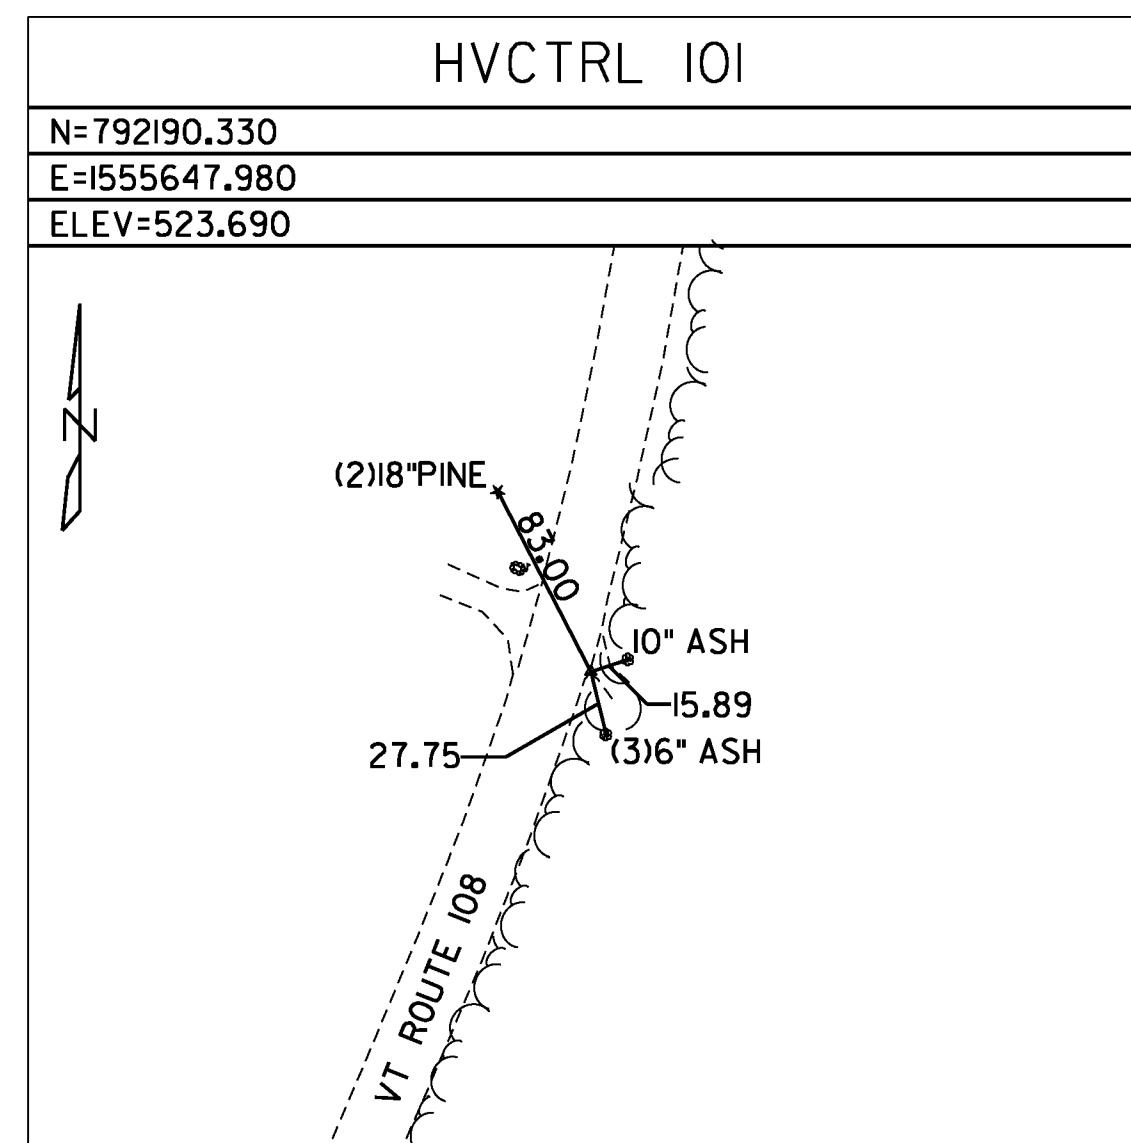 HVCTRL 101
N=792190.330
E=1555647.980
ELEV=523.690
N
(2)18"PINE
83.00
10" ASH
15.89
27.75
(3)6" ASH
VT ROUTE 108